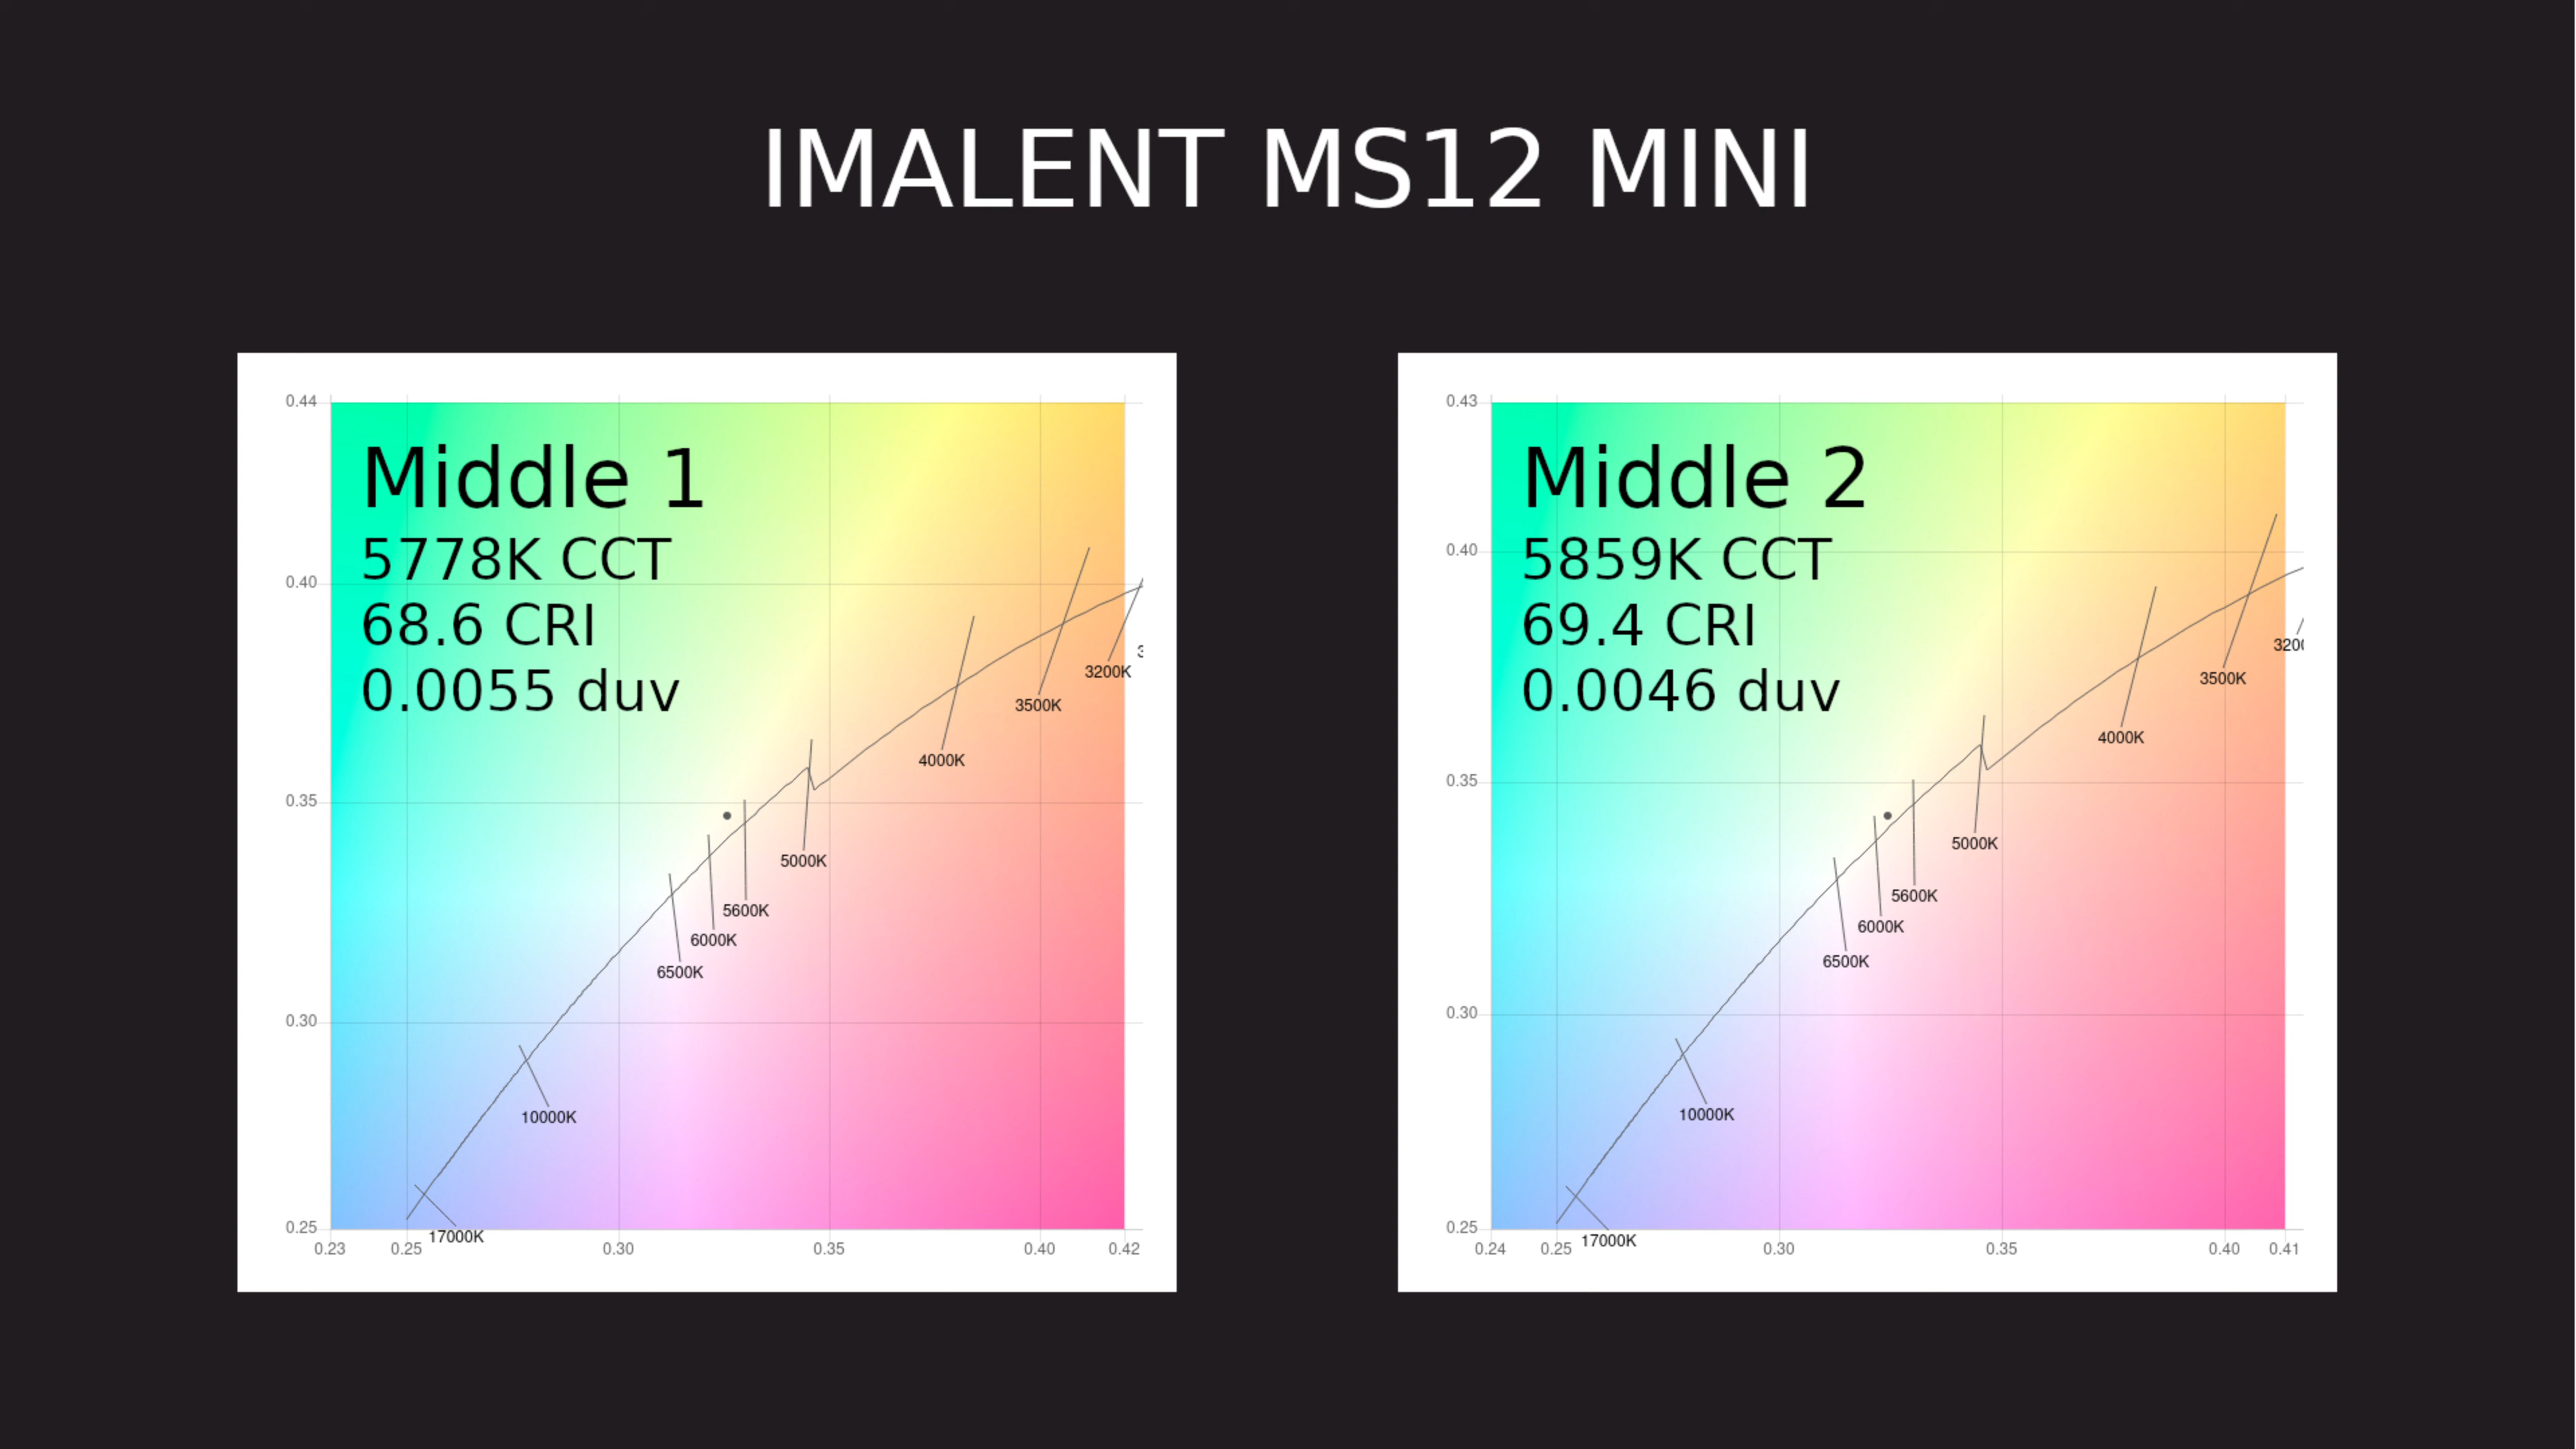 IMALENT MS12 MINI
Middle 1
5778K CCT
68.6 CRI
0.0055 duv
0.44
0.40
0.35
0.30
0.25
0.23
0.25
0.30
0.35
0.40
0.42
3200K
3500K
4000K
5000K
5600K
6000K
6500K
10000K
17000K
Middle 2
5859K CCT
69.4 CRI
0.0046 duv
0.43
0.40
0.35
0.30
0.25
0.24
0.25
0.30
0.35
0.40
0.41
3500K
4000K
5000K
5600K
6000K
6500K
10000K
17000K